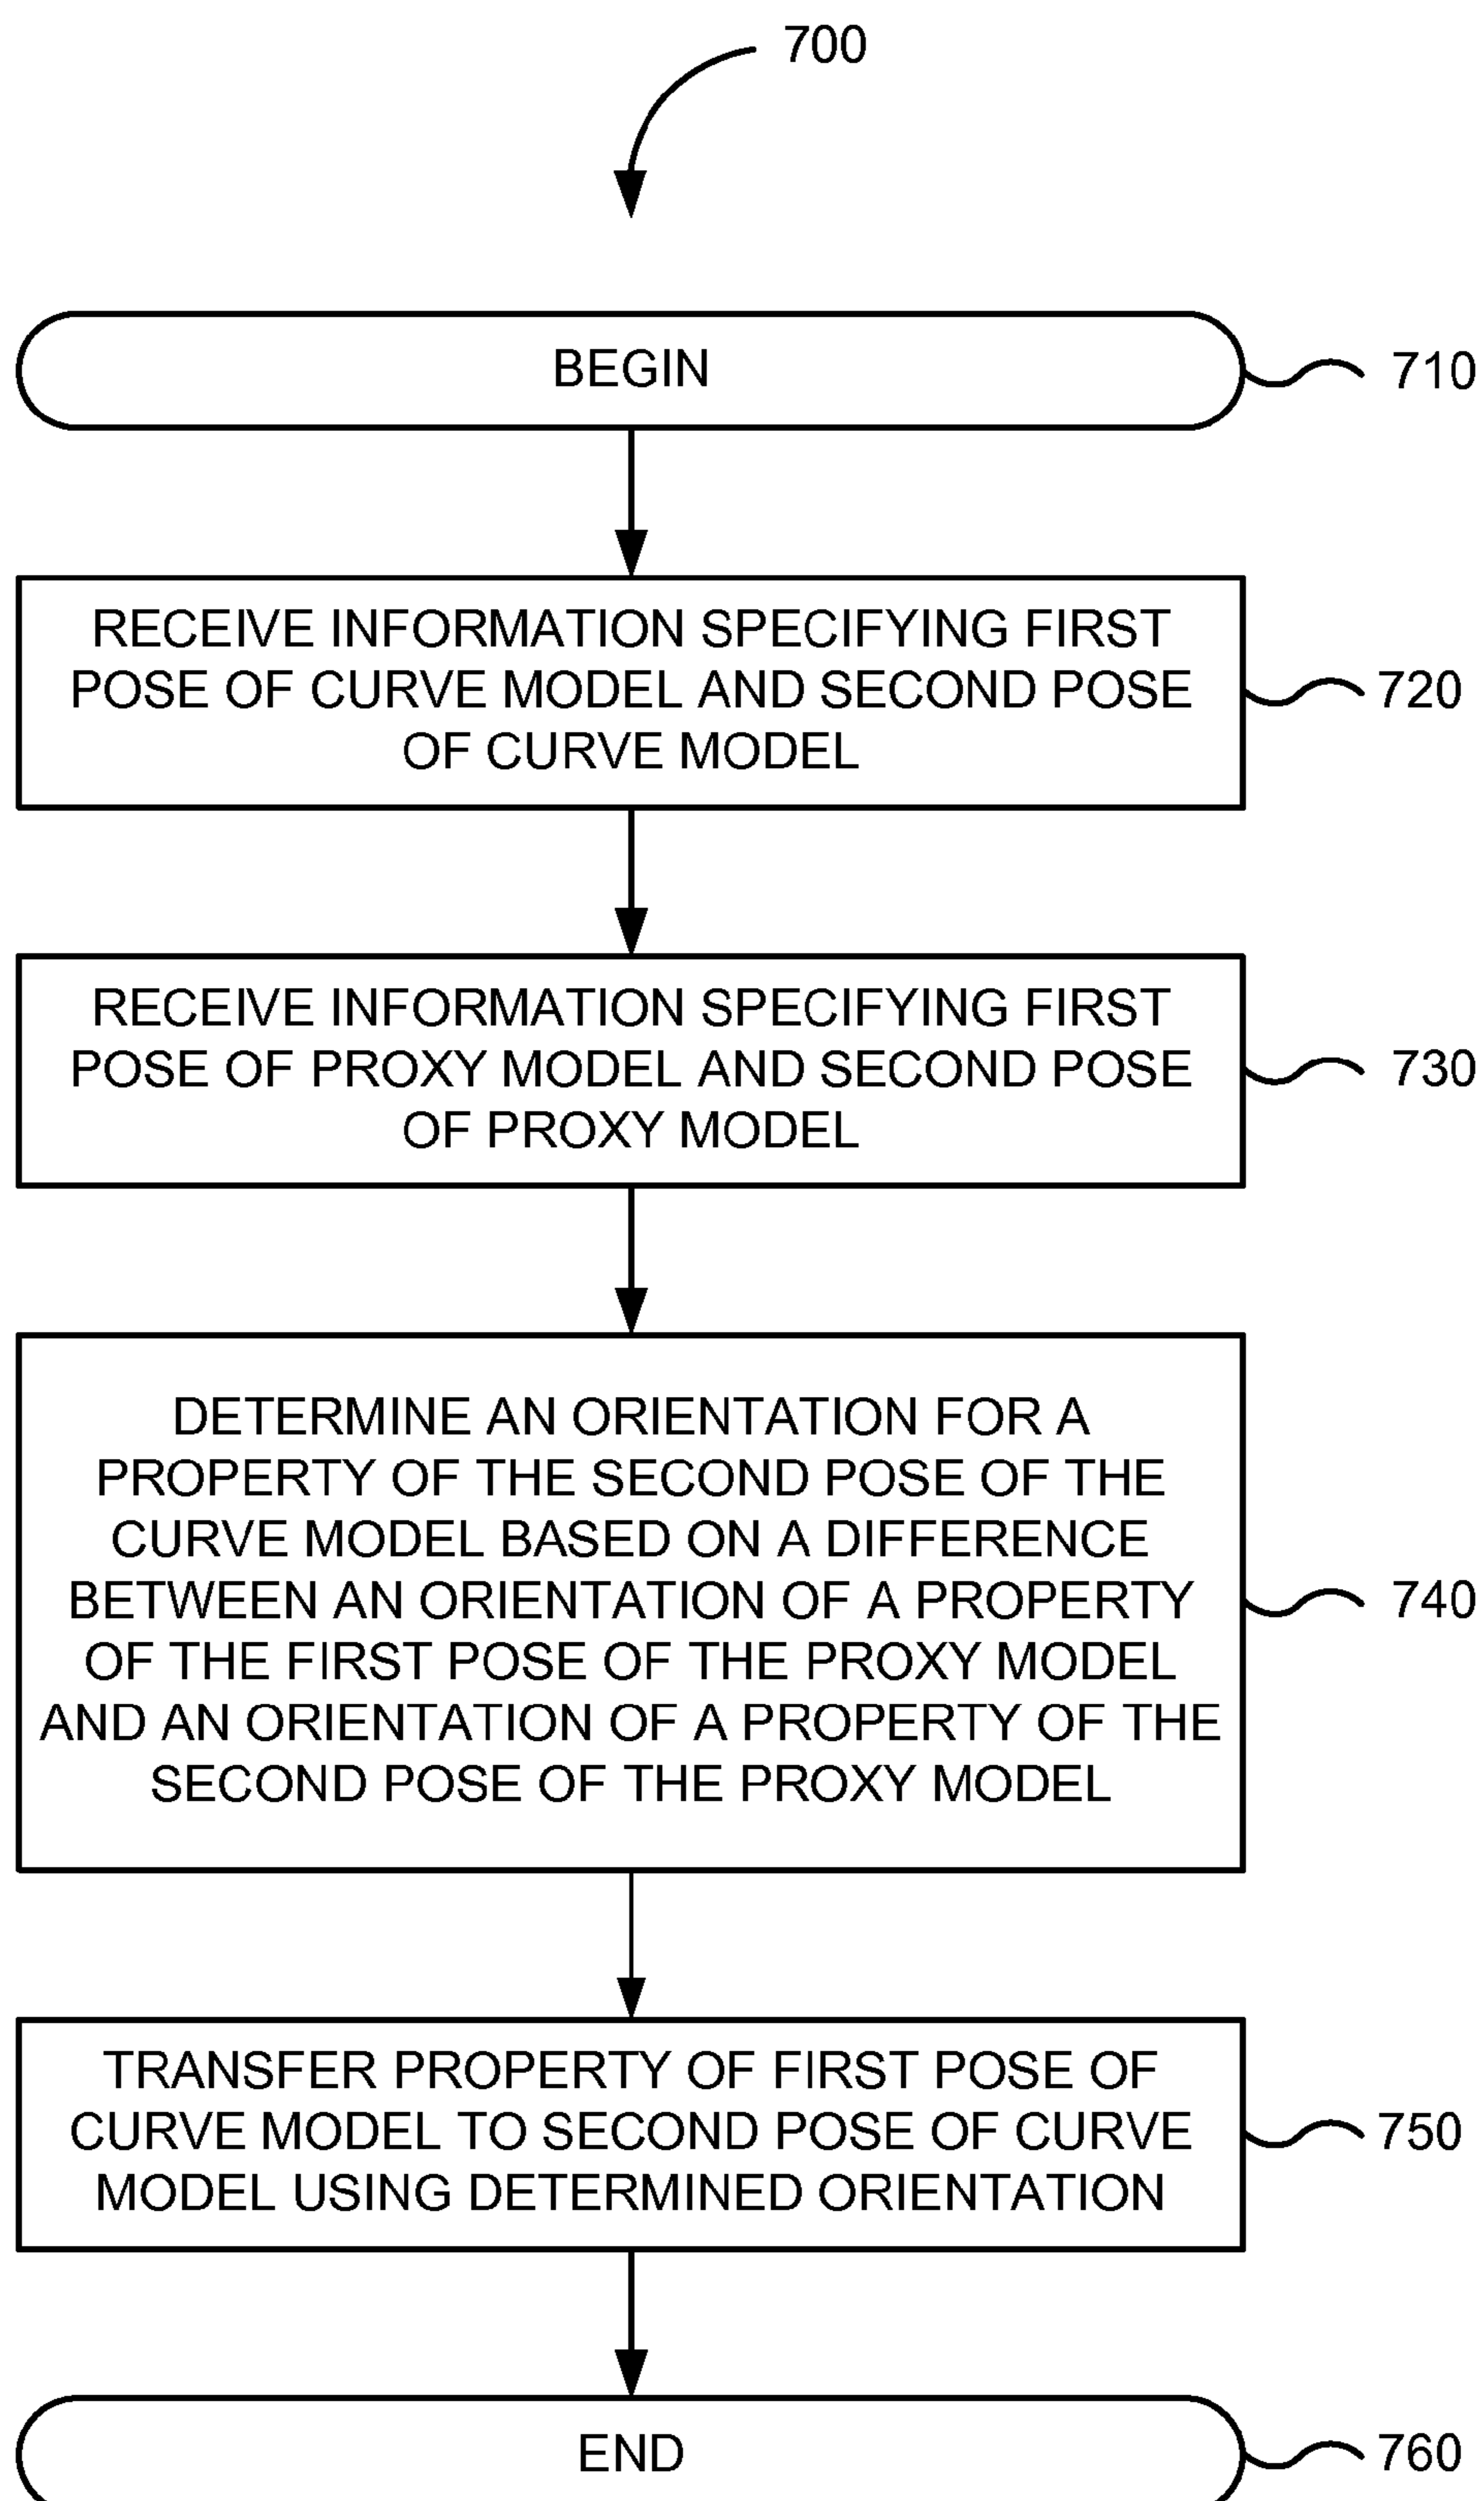 700
BEGIN
710
RECEIVE INFORMATION SPECIFYING FIRST
POSE OF CURVE MODEL AND SECOND POSE
OF CURVE MODEL
720
RECEIVE INFORMATION SPECIFYING FIRST
POSE OF PROXY MODEL AND SECOND POSE
OF PROXY MODEL
730
DETERMINE AN ORIENTATION FOR A
PROPERTY OF THE SECOND POSE OF THE
CURVE MODEL BASED ON A DIFFERENCE
BETWEEN AN ORIENTATION OF A PROPERTY
OF THE FIRST POSE OF THE PROXY MODEL
AND AN ORIENTATION OF A PROPERTY OF THE
SECOND POSE OF THE PROXY MODEL
740
TRANSFER PROPERTY OF FIRST POSE OF
CURVE MODEL TO SECOND POSE OF CURVE
MODEL USING DETERMINED ORIENTATION
750
END
760